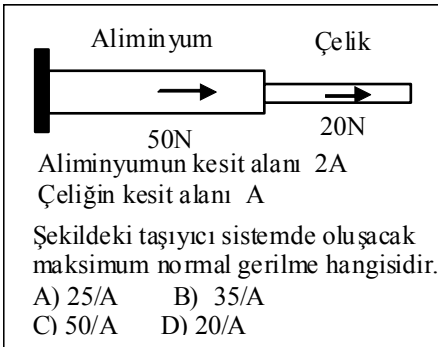 Aliminyum Çelik
50N 20N
Aliminyumun kesit alanı 2A
Çeliğin kesit alanı A
Şekildeki taşıyıcı sistemde oluşacak
maksimum normal gerilme hangisidir.
A) 25/A B) 35/A
C) 50/A D) 20/A